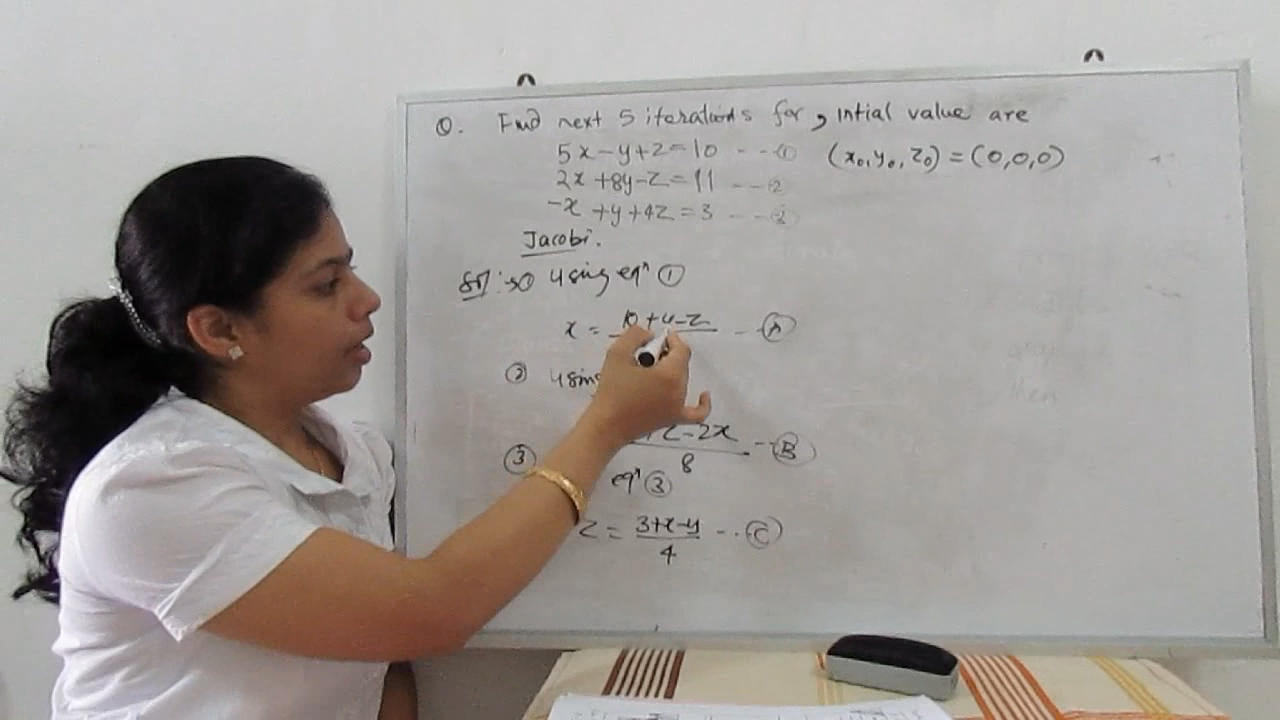 Q. Find next 5 iterations for, intial value are
5x-y+z=10 --① (x₀,y₀,z₀)=(0,0,0)
2x+8y-z=11 --②
-x+y+4z=3 --③
Jacobi.
Solⁿ:→① using eqⁿ ①
x = 10+y-z --Ⓐ
② using
+z-2x --Ⓑ
8
③ eqⁿ ③
z = 3+x-y --Ⓒ
4